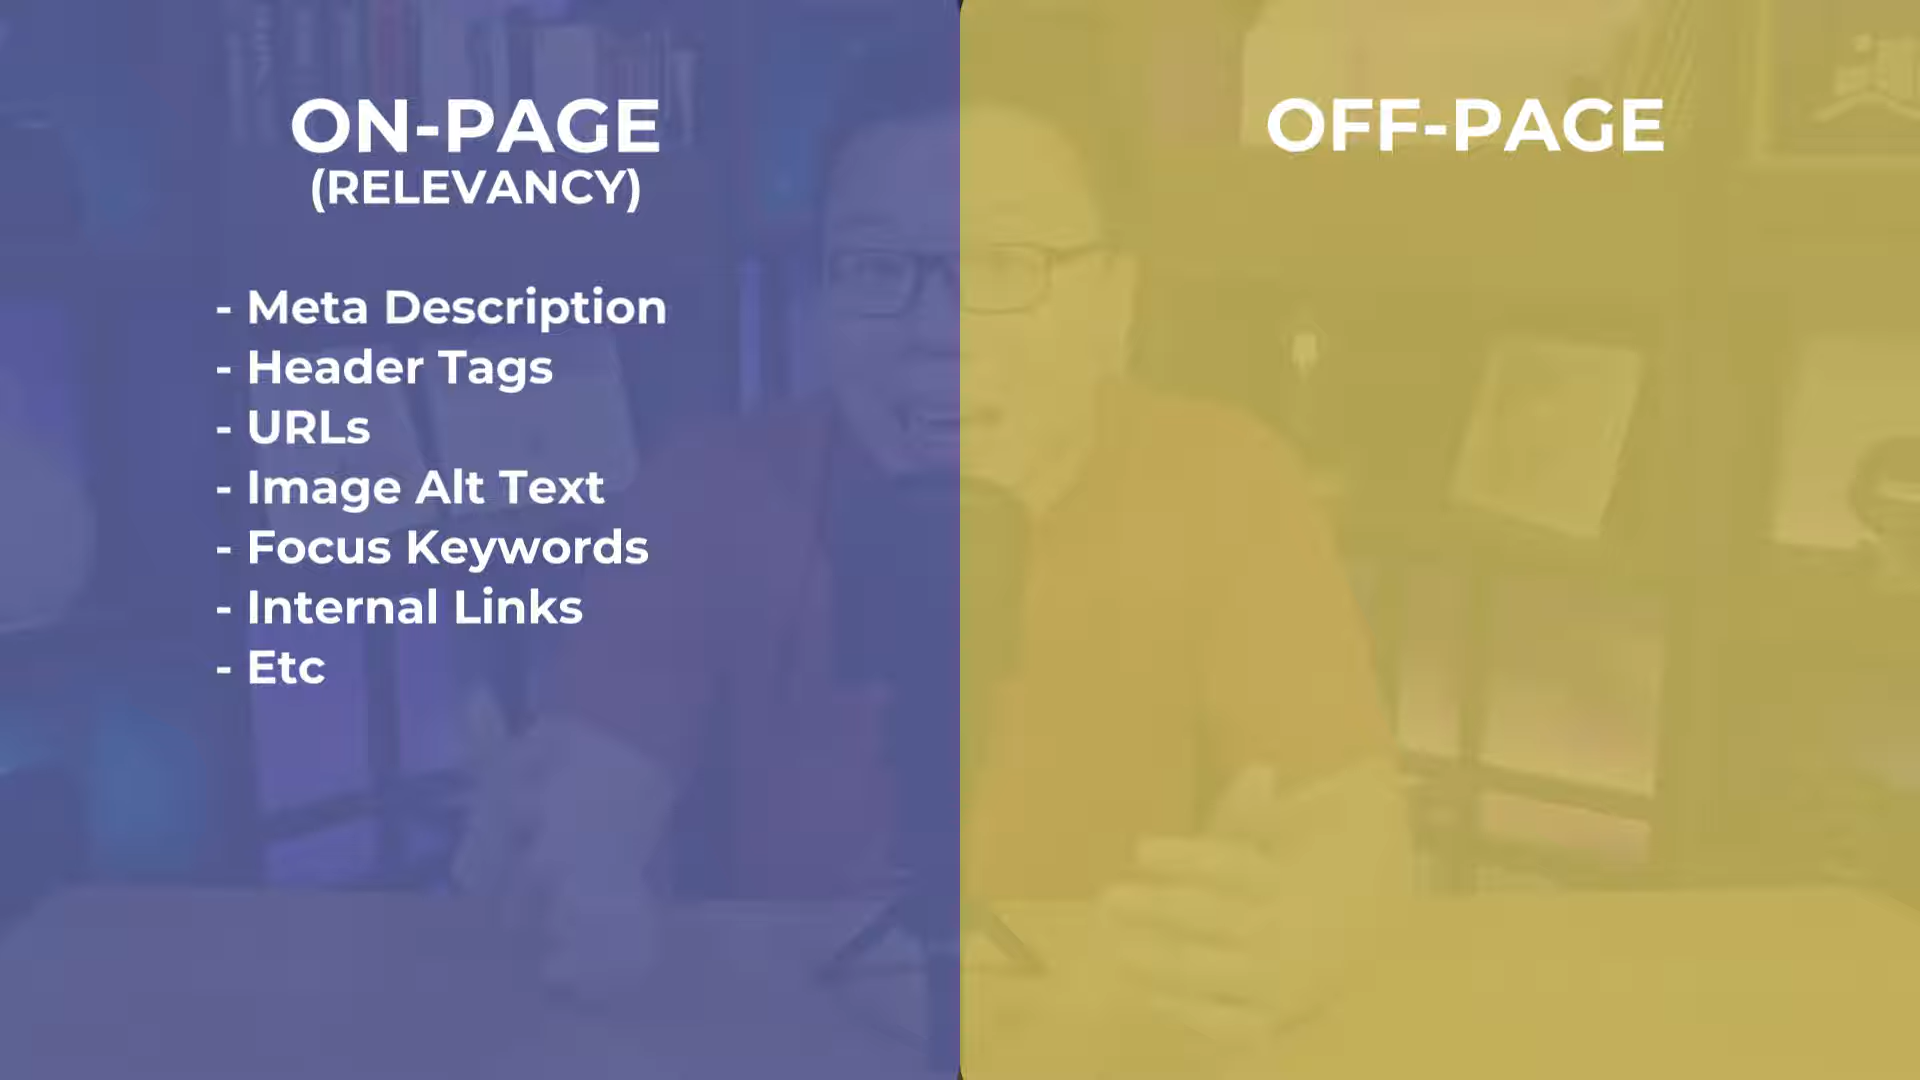 ON-PAGE
(RELEVANCY)
- Meta Description
- Header Tags
- URLs
- Image Alt Text
- Focus Keywords
- Internal Links
- Etc
OFF-PAGE